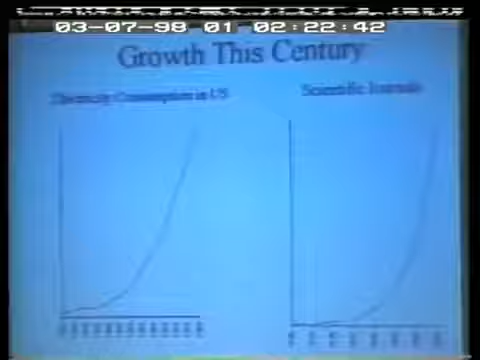 03-07-98 01 02:22:42
Growth This Century
Electricity Consumption in US
Scientific Journals